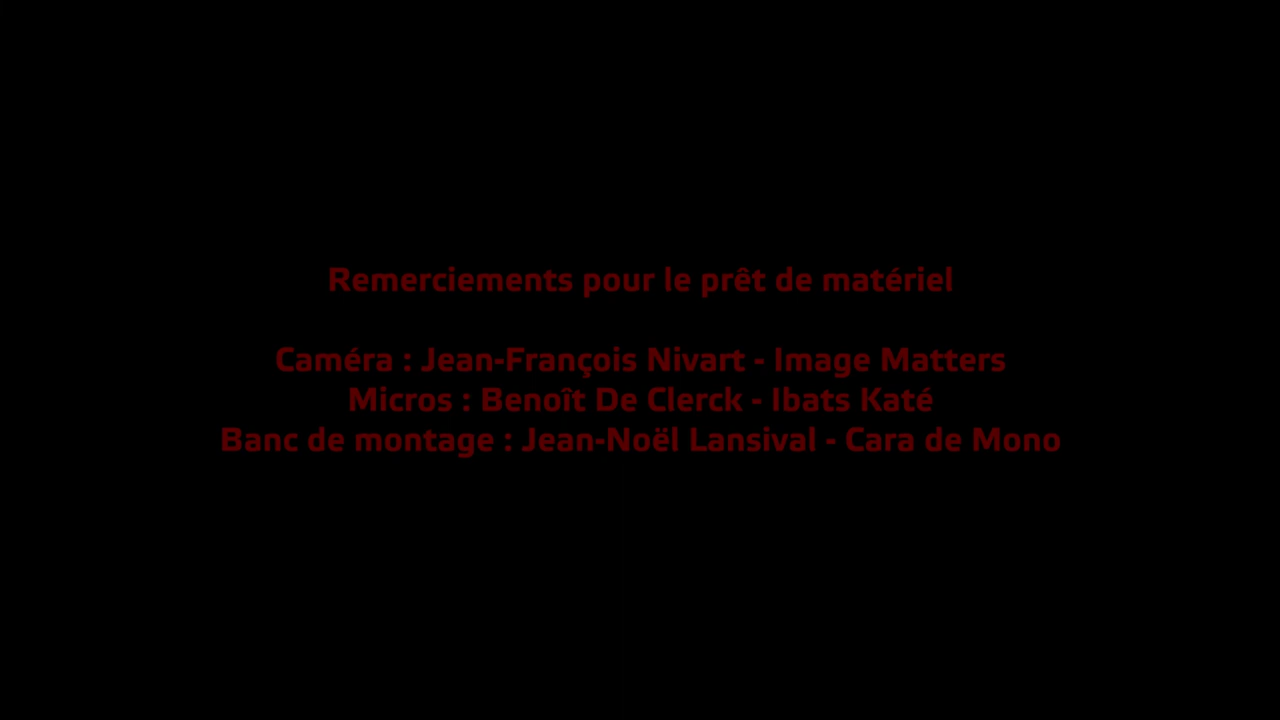 Remerciements pour le prêt de matériel
Caméra : Jean-François Nivart - Image Matters
Micros : Benoît De Clerck - Ibats Katé
Banc de montage : Jean-Noël Lansival - Cara de Mono